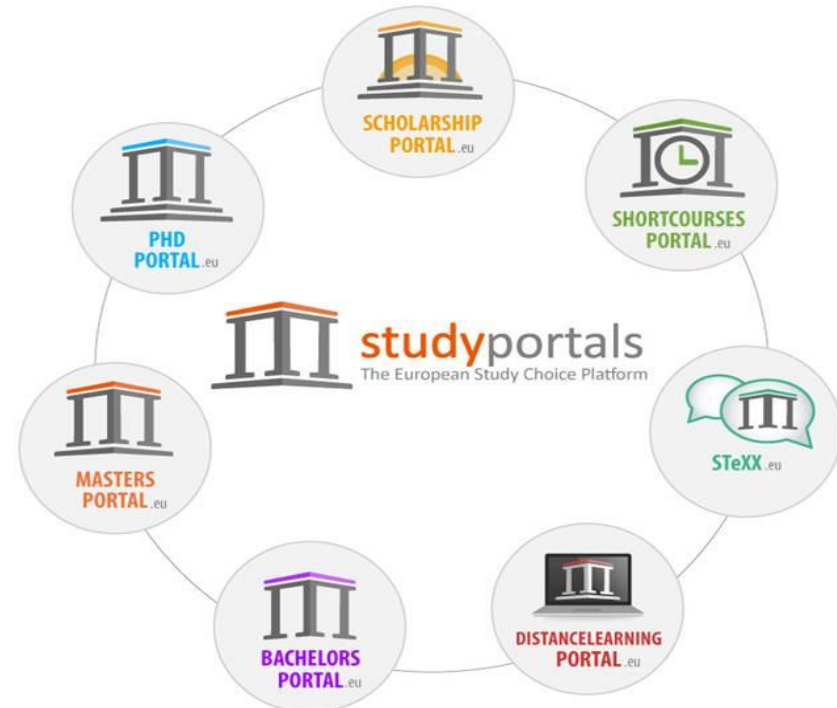 SCHOLARSHIP
PORTAL.eu
SHORTCOURSES
PORTAL.eu
PHD
PORTAL.eu
studyportals
The European Study Choice Platform
MASTERS
PORTAL.eu
STeXX.eu
DISTANCELEARNING
PORTAL.eu
BACHELORS
PORTAL.eu